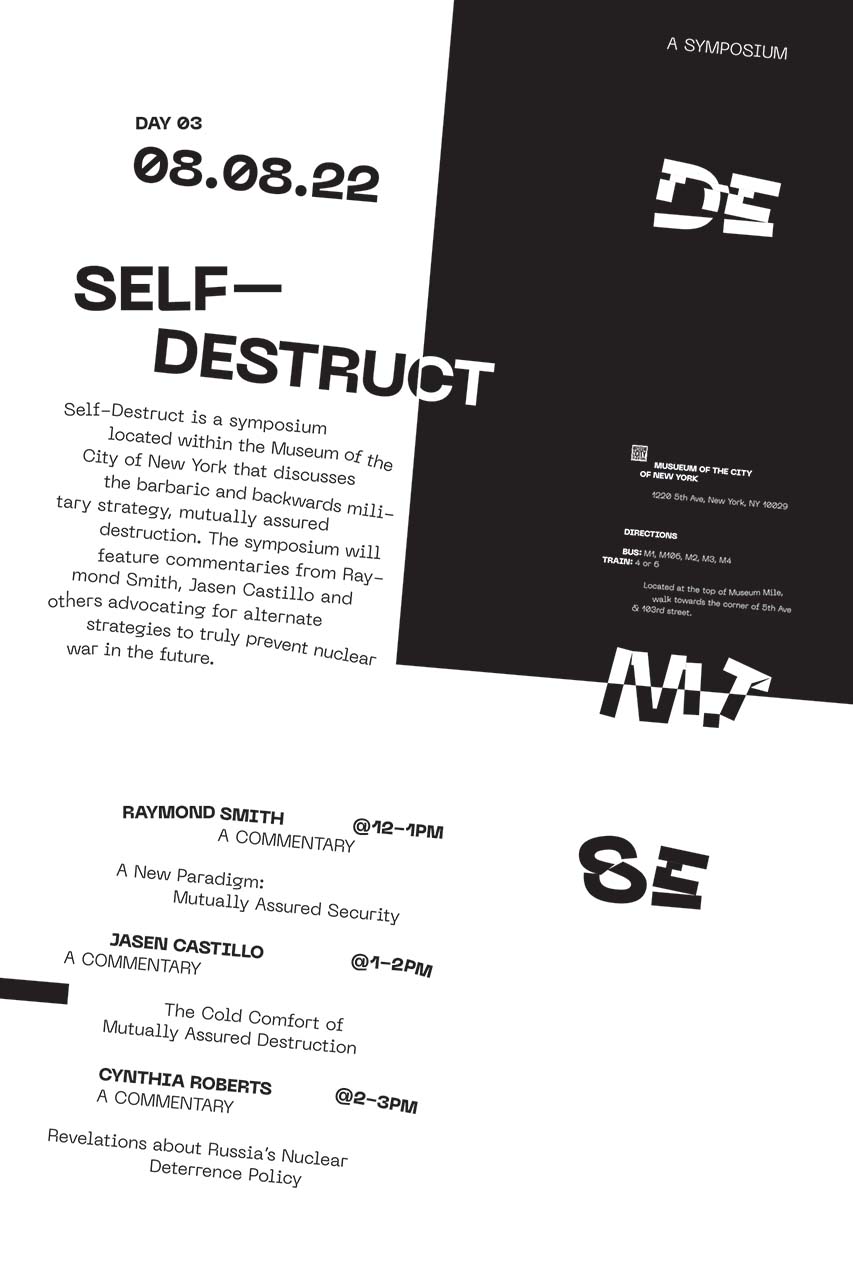 A SYMPOSIUM
DAY 03
08.08.22
DE
SELF—
DESTRUCT
Self-Destruct is a symposium
located within the Museum of the
City of New York that discusses
the barbaric and backwards mili-
tary strategy, mutually assured
destruction. The symposium will
feature commentaries from Ray-
mond Smith, Jasen Castillo and
others advocating for alternate
strategies to truly prevent nuclear
war in the future.
MUSUEUM OF THE CITY
OF NEW YORK
1220 5th Ave, New York, NY 10029
DIRECTIONS
BUS: M1, M106, M2, M3, M4
TRAIN: 4 or 6
Located at the top of Museum Mile,
walk towards the corner of 5th Ave
& 103rd street.
M.T
SE
RAYMOND SMITH @12-1PM
A COMMENTARY
A New Paradigm:
Mutually Assured Security
JASEN CASTILLO @1-2PM
A COMMENTARY
The Cold Comfort of
Mutually Assured Destruction
CYNTHIA ROBERTS @2-3PM
A COMMENTARY
Revelations about Russia's Nuclear
Deterrence Policy